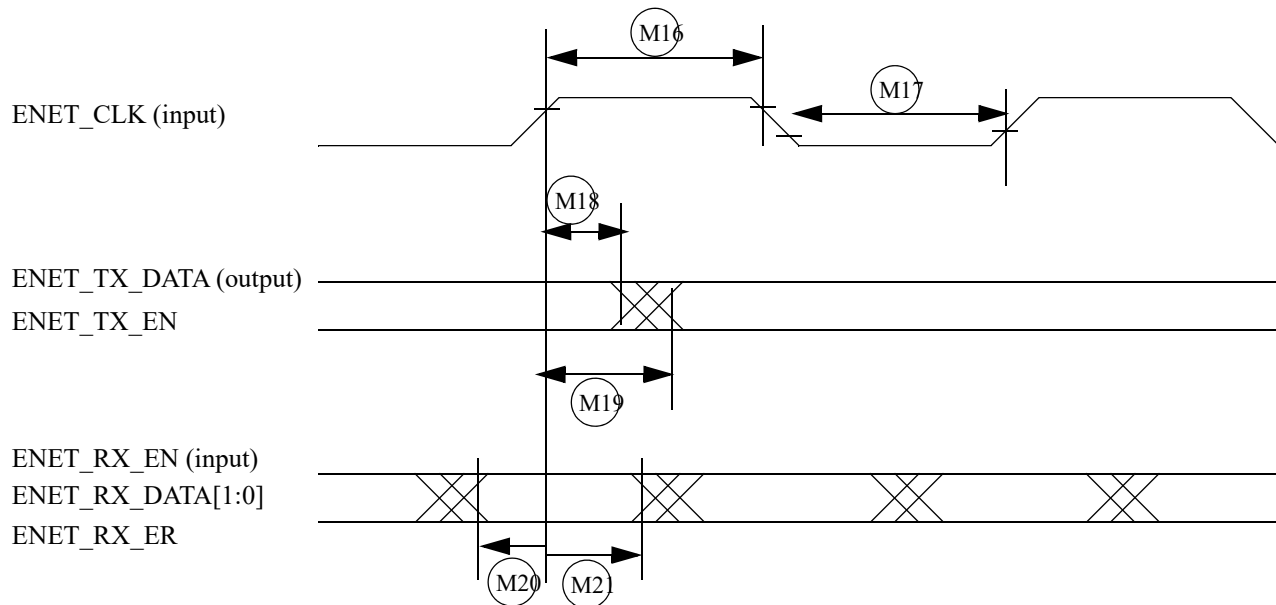 M16
M17
ENET_CLK (input)
M18
ENET_TX_DATA (output)
ENET_TX_EN
M19
ENET_RX_EN (input)
ENET_RX_DATA[1:0]
ENET_RX_ER
M20
M21